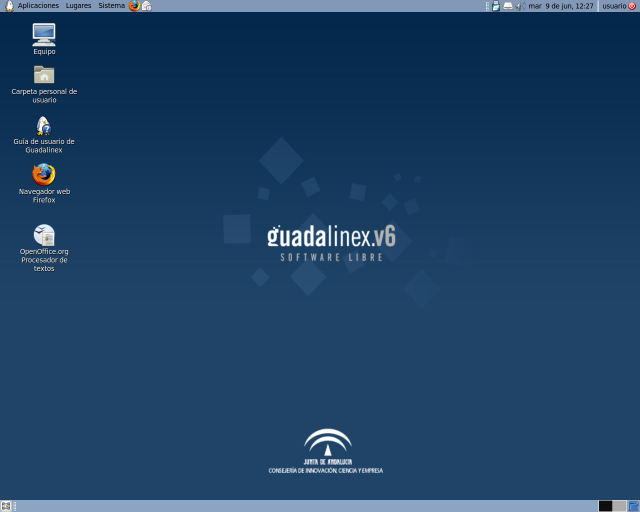 Aplicaciones Lugares Sistema mar 9 de jun, 12:27 usuario
Equipo
Carpeta personal de
usuario
Guía de usuario de
Guadalinex
Navegador web
Firefox
OpenOffice.org
Procesador de
textos
guadalinex.v6
SOFTWARE LIBRE
JUNTA DE ANDALUCIA
CONSEJERÍA DE INNOVACIÓN, CIENCIA Y EMPRESA